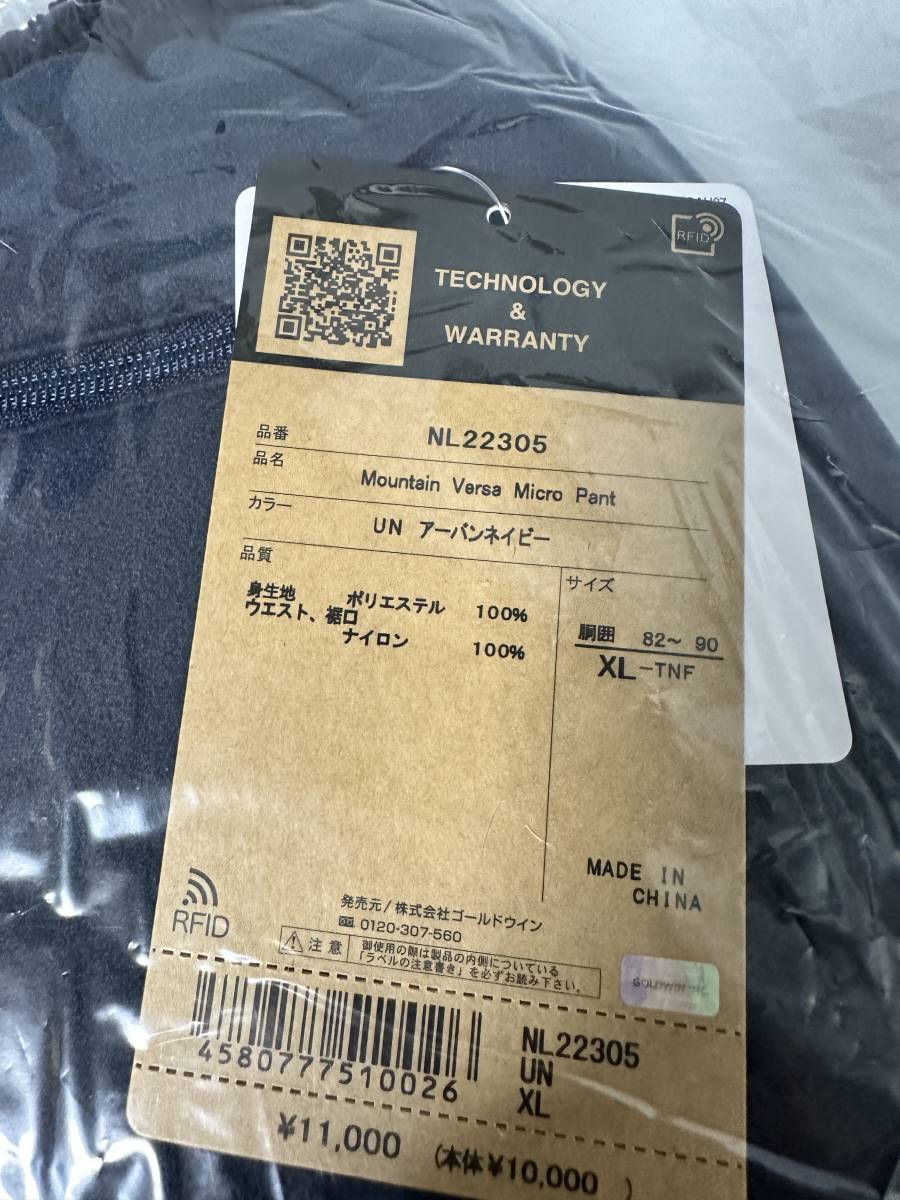 RFID
TECHNOLOGY
&
WARRANTY
品番 NL22305
品名 Mountain Versa Micro Pant
カラー UN アーバンネイビー
品質
身生地 ポリエステル 100%
ウエスト、裾口
ナイロン 100%
サイズ
胴囲 82～ 90
XL-TNF
MADE IN
CHINA
RFID
発売元/株式会社ゴールドウイン
0120-307-560
注意
御使用の際は製品の内側についている
「ラベルの注意書き」を必ずお読み下さい。
GOLDWIN INC
4580777510026
NL22305
UN
XL
¥11,000 (本体¥10,000 )